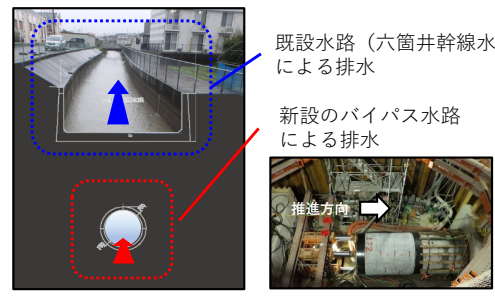 既設水路（六箇井幹線水
による排水
新設のバイパス水路
による排水
推進方向